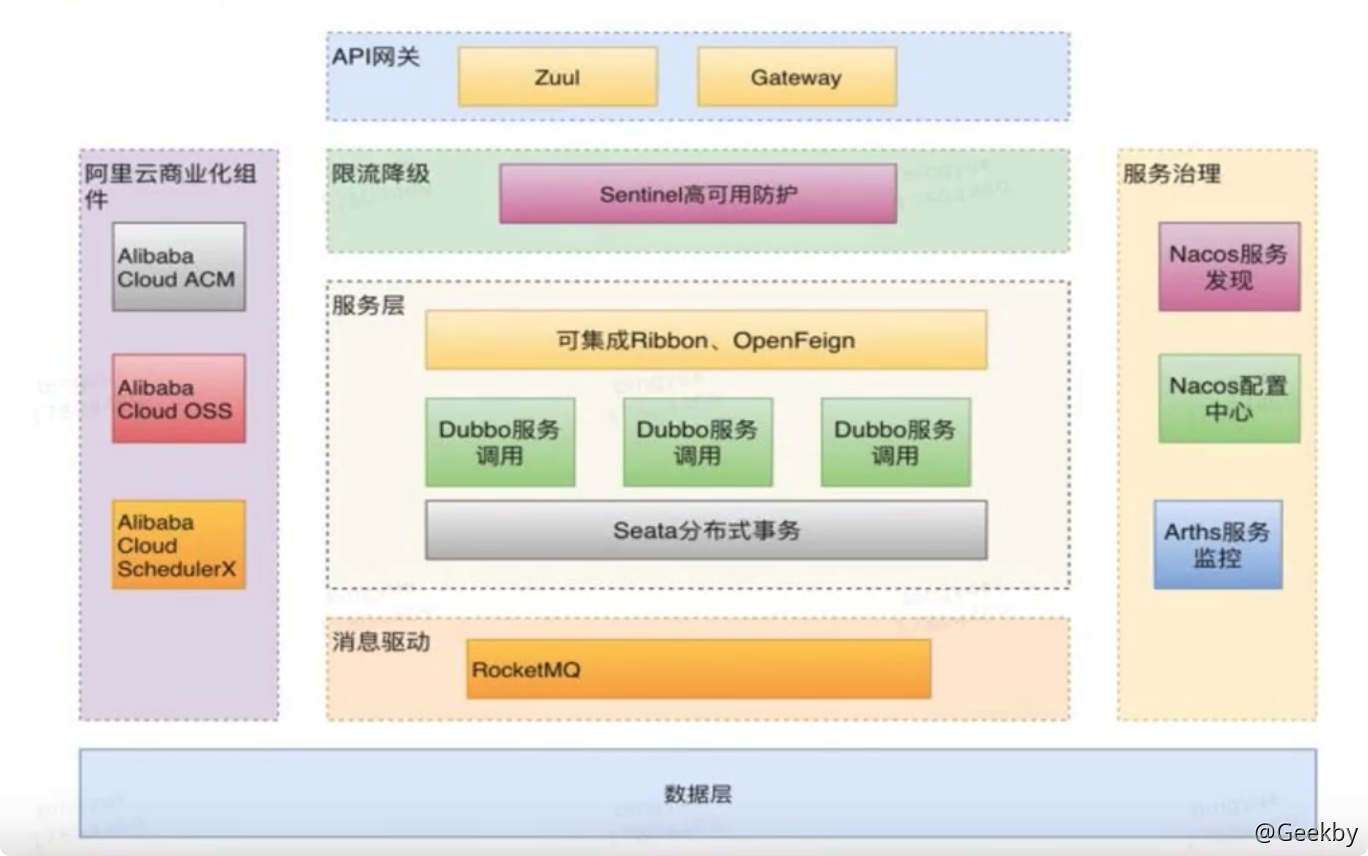 API网关
Zuul
Gateway
阿里云商业化组
件
Alibaba
Cloud ACM
Alibaba
Cloud OSS
Alibaba
Cloud
SchedulerX
限流降级
Sentinel高可用防护
服务层
可集成Ribbon、OpenFeign
Dubbo服务
调用
Dubbo服务
调用
Dubbo服务
调用
Seata分布式事务
消息驱动
RocketMQ
服务治理
Nacos服务
发现
Nacos配置
中心
Arths服务
监控
数据层
@Geekby